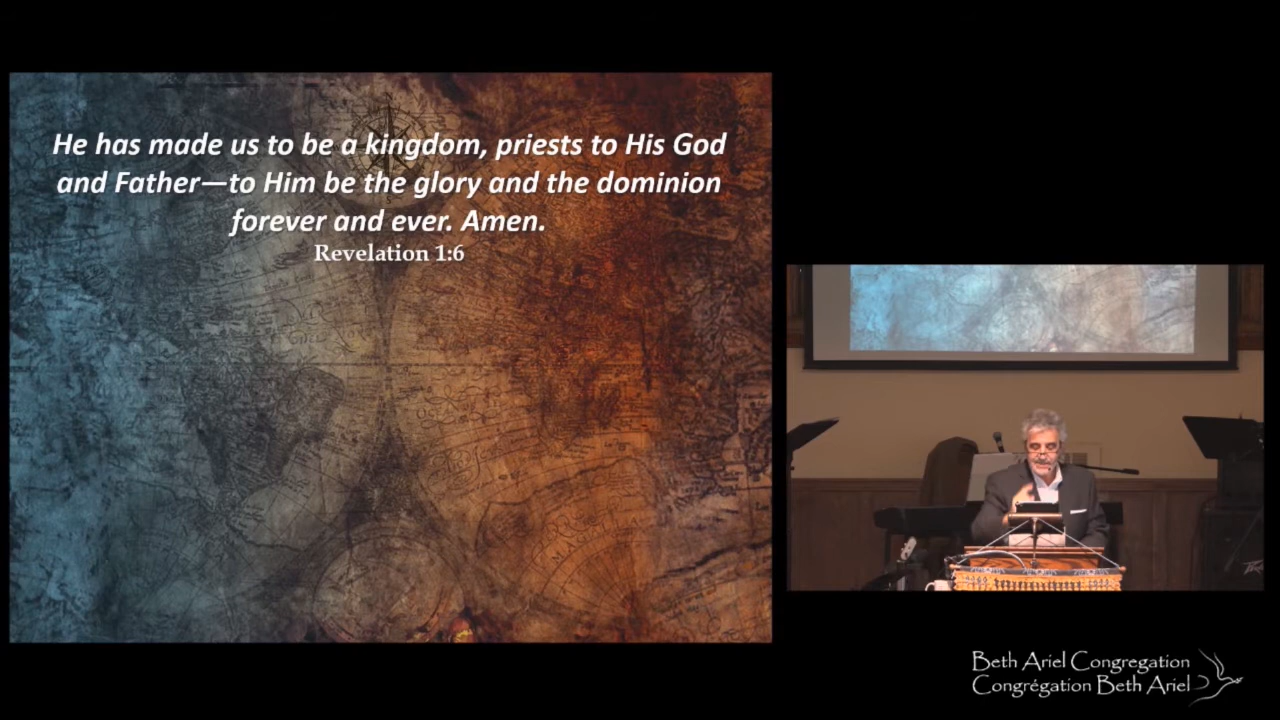 He has made us to be a kingdom, priests to His God
and Father—to Him be the glory and the dominion
forever and ever. Amen.
Revelation 1:6
Beth Ariel Congregation
Congrégation Beth Ariel